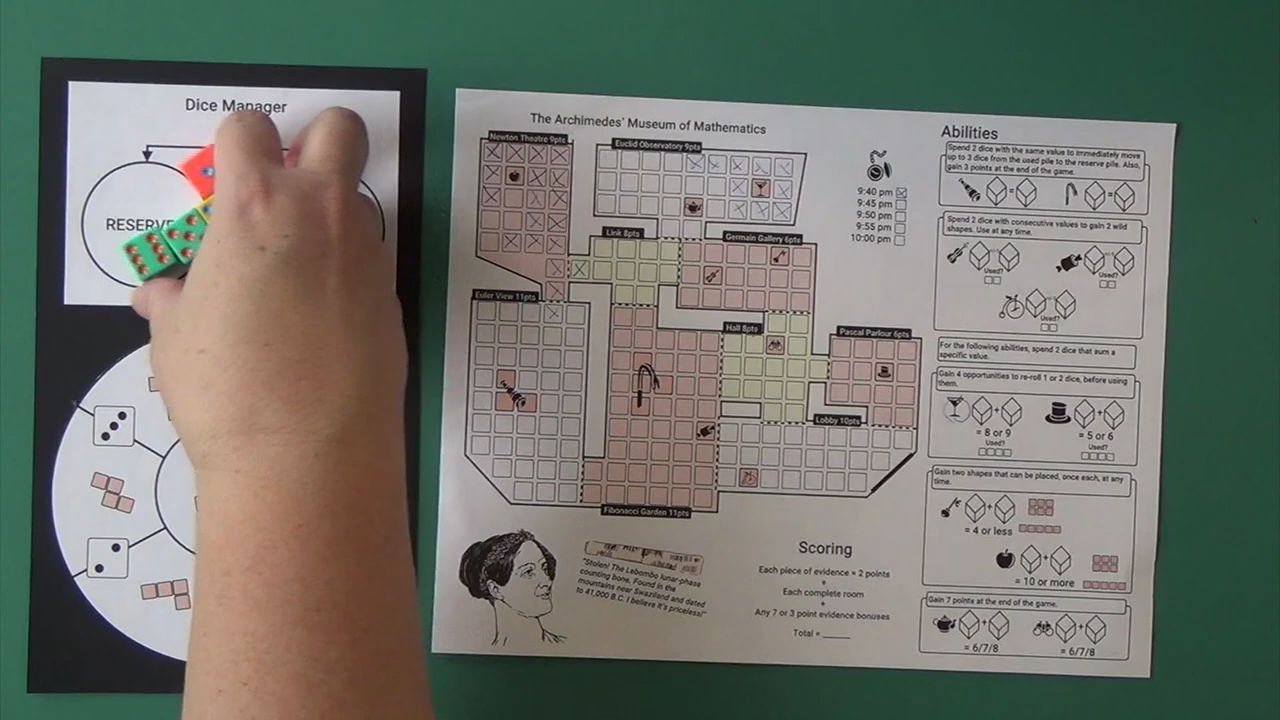 Dice Manager
RESERVE
The Archimedes' Museum of Mathematics
Newton Theatre 9pts
Euclid Observatory 9pts
Link 8pts
Germain Gallery 6pts
Euler View 11pts
Hall 8pts
Pascal Parlour 6pts
Lobby 10pts
Fibonacci Garden 11pts
9:40 pm
9:45 pm
9:50 pm
9:55 pm
10:00 pm
"Stolen! The Lebombo lunar-phase
counting bone. Found in the
mountains near Swaziland and dated
to 41,000 B.C. I believe it's priceless!"
Scoring
Each piece of evidence = 2 points
+
Each complete room
+
Any 7 or 3 point evidence bonuses
Total = ______
Abilities
Spend 2 dice with the same value to immediately move
up to 3 dice from the used pile to the reserve pile. Also,
gain 3 points at the end of the game.
=
=
Spend 2 dice with consecutive values to gain 2 wild
shapes. Use at any time.
Used?
Used?
Used?
For the following abilities, spend 2 dice that sum a
specific value.
Gain 4 opportunities to re-roll 1 or 2 dice, before using
them.
+
= 8 or 9
Used?
+
= 5 or 6
Used?
Gain two shapes that can be placed, once each, at any
time.
+
= 4 or less
+
= 10 or more
Gain 7 points at the end of the game.
+
= 6/7/8
+
= 6/7/8